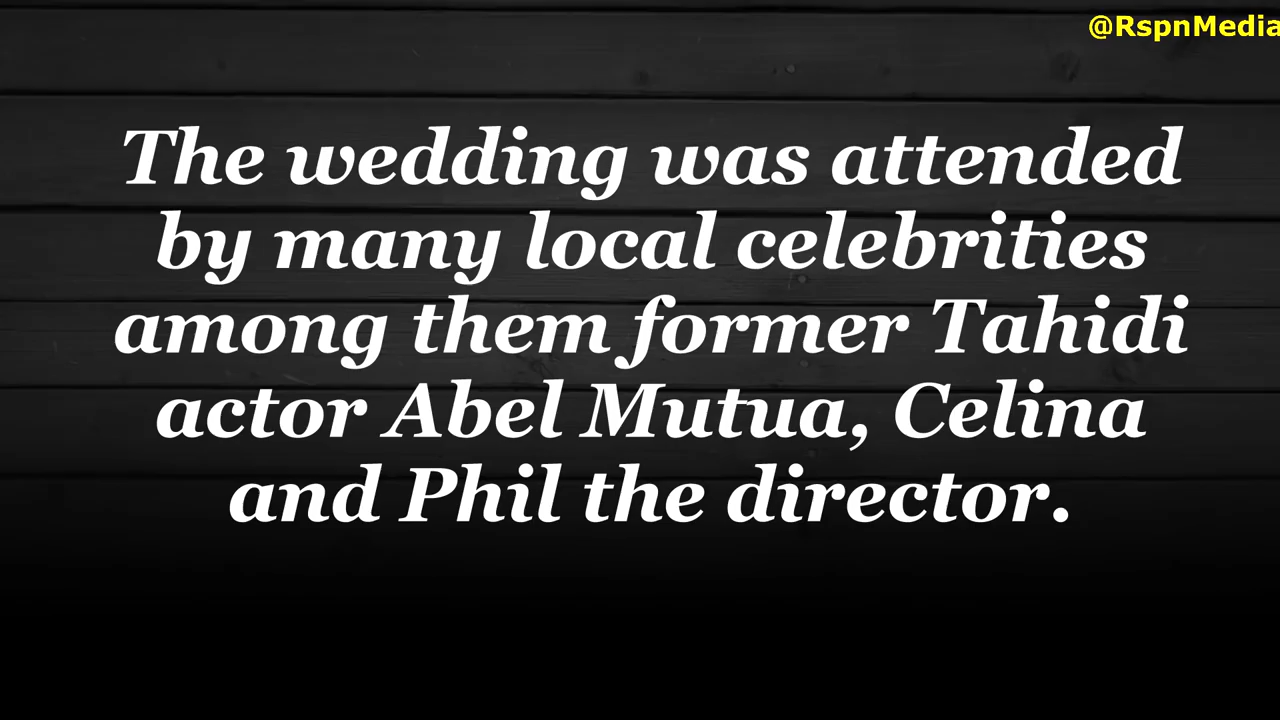 @RspnMedia
The wedding was attended
by many local celebrities
among them former Tahidi
actor Abel Mutua, Celina
and Phil the director.